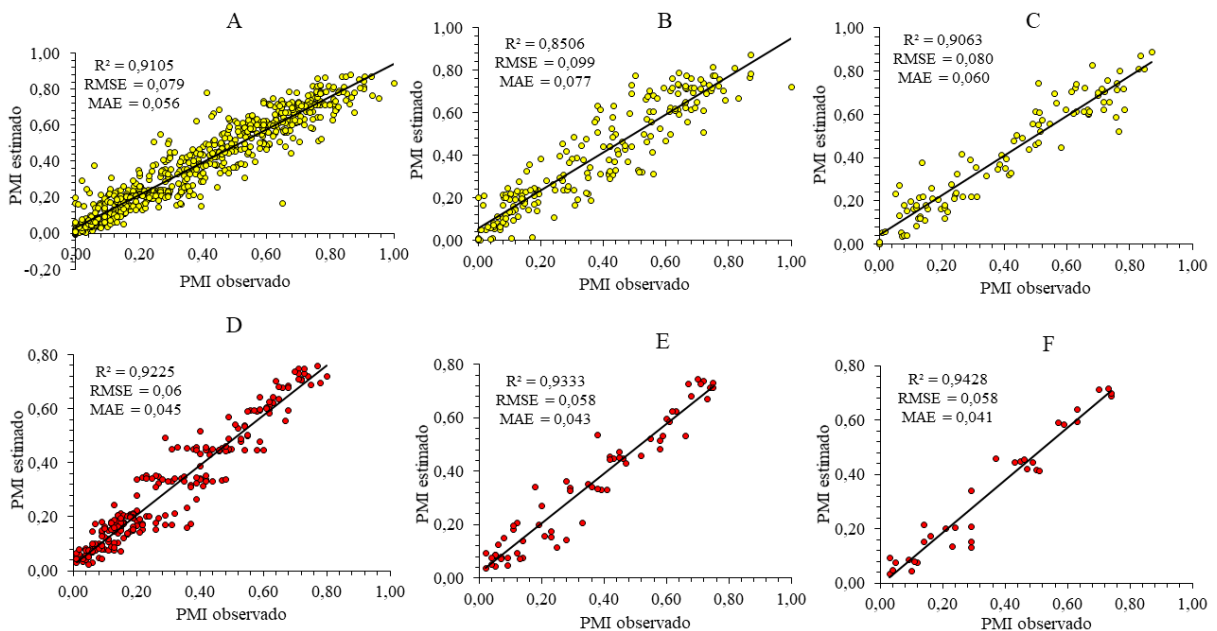 A
R² = 0,9105
RMSE = 0,079
MAE = 0,056
PMI estimado
1,00
0,80
0,60
0,40
0,20
0,00
-0,20
0,00 0,20 0,40 0,60 0,80 1,00
PMI observado
B
R² = 0,8506
RMSE = 0,099
MAE = 0,077
PMI estimado
1,00
0,80
0,60
0,40
0,20
0,00
0,00 0,20 0,40 0,60 0,80 1,00
PMI observado
C
R² = 0,9063
RMSE = 0,080
MAE = 0,060
PMI estimado
1,00
0,80
0,60
0,40
0,20
0,00
0,00 0,20 0,40 0,60 0,80 1,00
PMI observado
D
R² = 0,9225
RMSE = 0,06
MAE = 0,045
PMI estimado
0,80
0,60
0,40
0,20
0,00
0,00 0,20 0,40 0,60 0,80 1,00
PMI observado
E
R² = 0,9333
RMSE = 0,058
MAE = 0,043
PMI estimado
0,80
0,60
0,40
0,20
0,00
0,00 0,20 0,40 0,60 0,80 1,00
PMI observado
F
R² = 0,9428
RMSE = 0,058
MAE = 0,041
PMI estimado
0,80
0,60
0,40
0,20
0,00
0,00 0,20 0,40 0,60 0,80 1,00
PMI observado